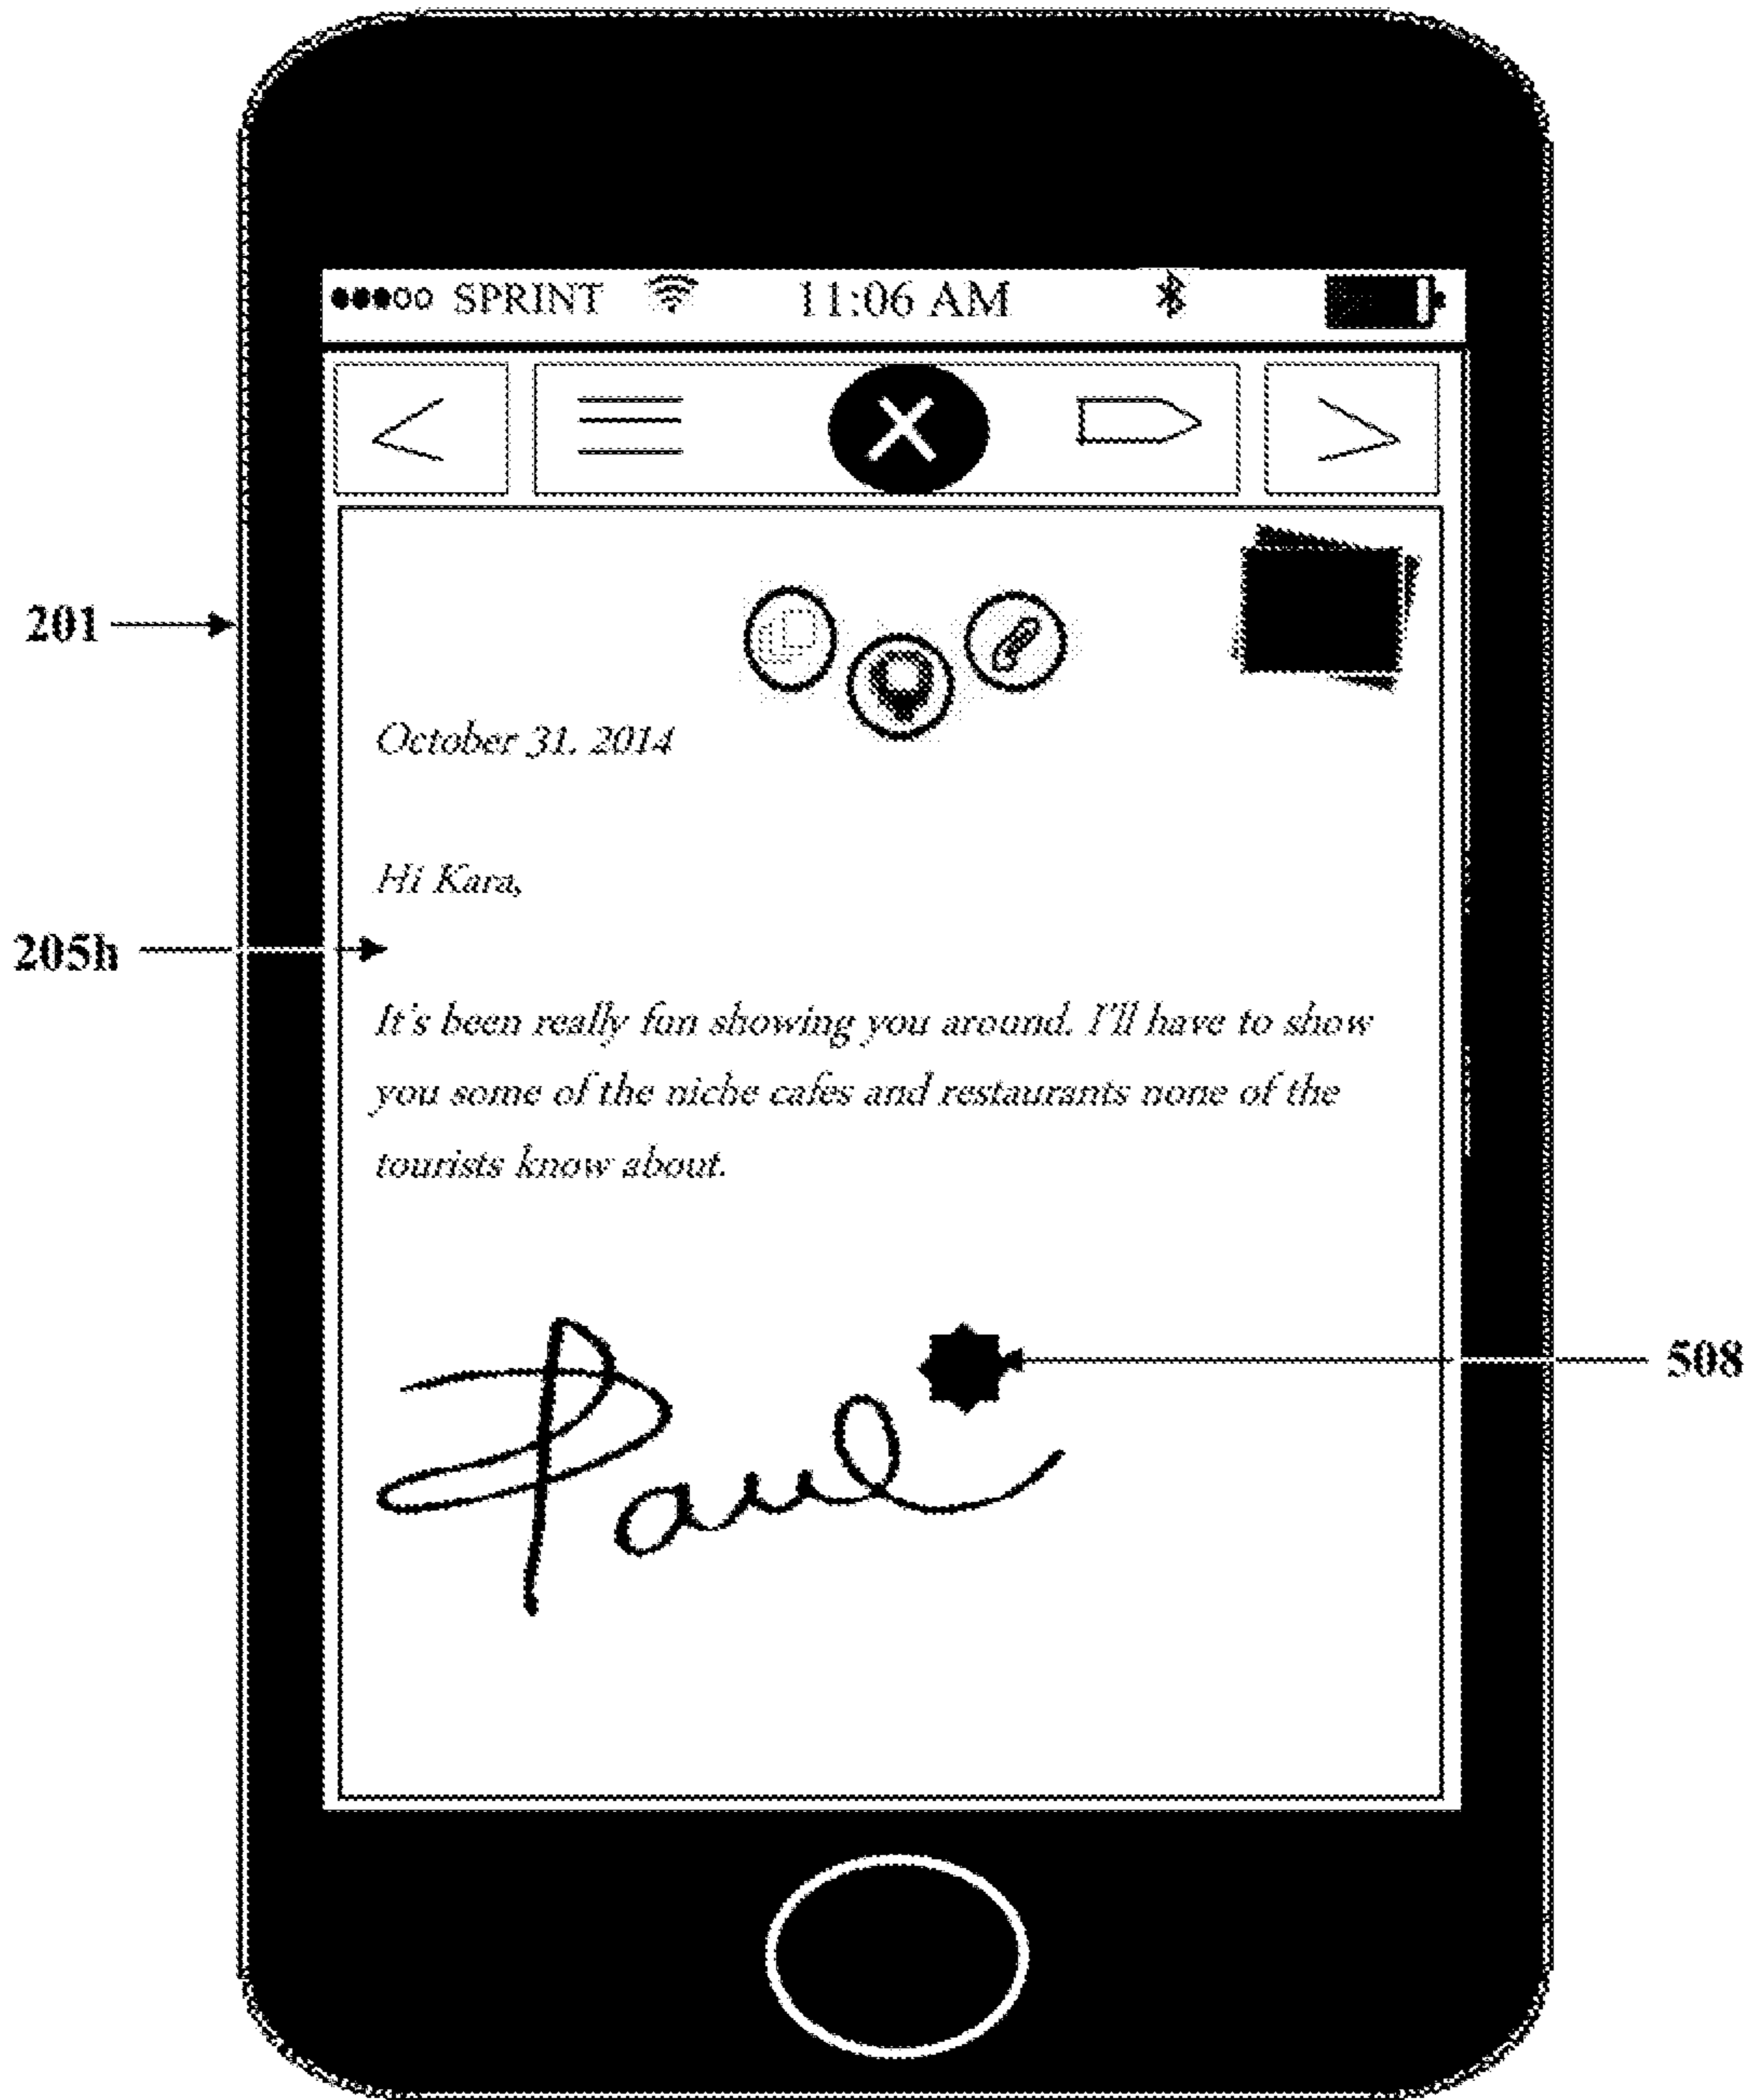 SPRINT 11:06 AM
201
October 31, 2014
Hi Kara,
205h
It's been really fun showing you around. I'll have to show
you some of the niche cafes and restaurants none of the
tourists know about.
508
Paul